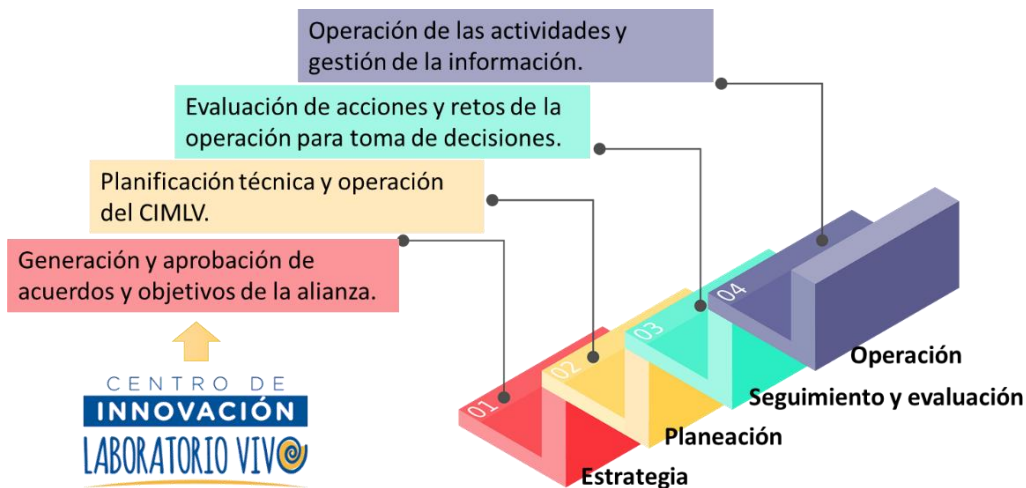 Operación de las actividades y
gestión de la información.
Evaluación de acciones y retos de la
operación para toma de decisiones.
Planificación técnica y operación
del CIMLV.
Generación y aprobación de
acuerdos y objetivos de la alianza.
CENTRO DE
INNOVACIÓN
LABORATORIO VIVO
01
02
03
04
Operación
Seguimiento y evaluación
Planeación
Estrategia